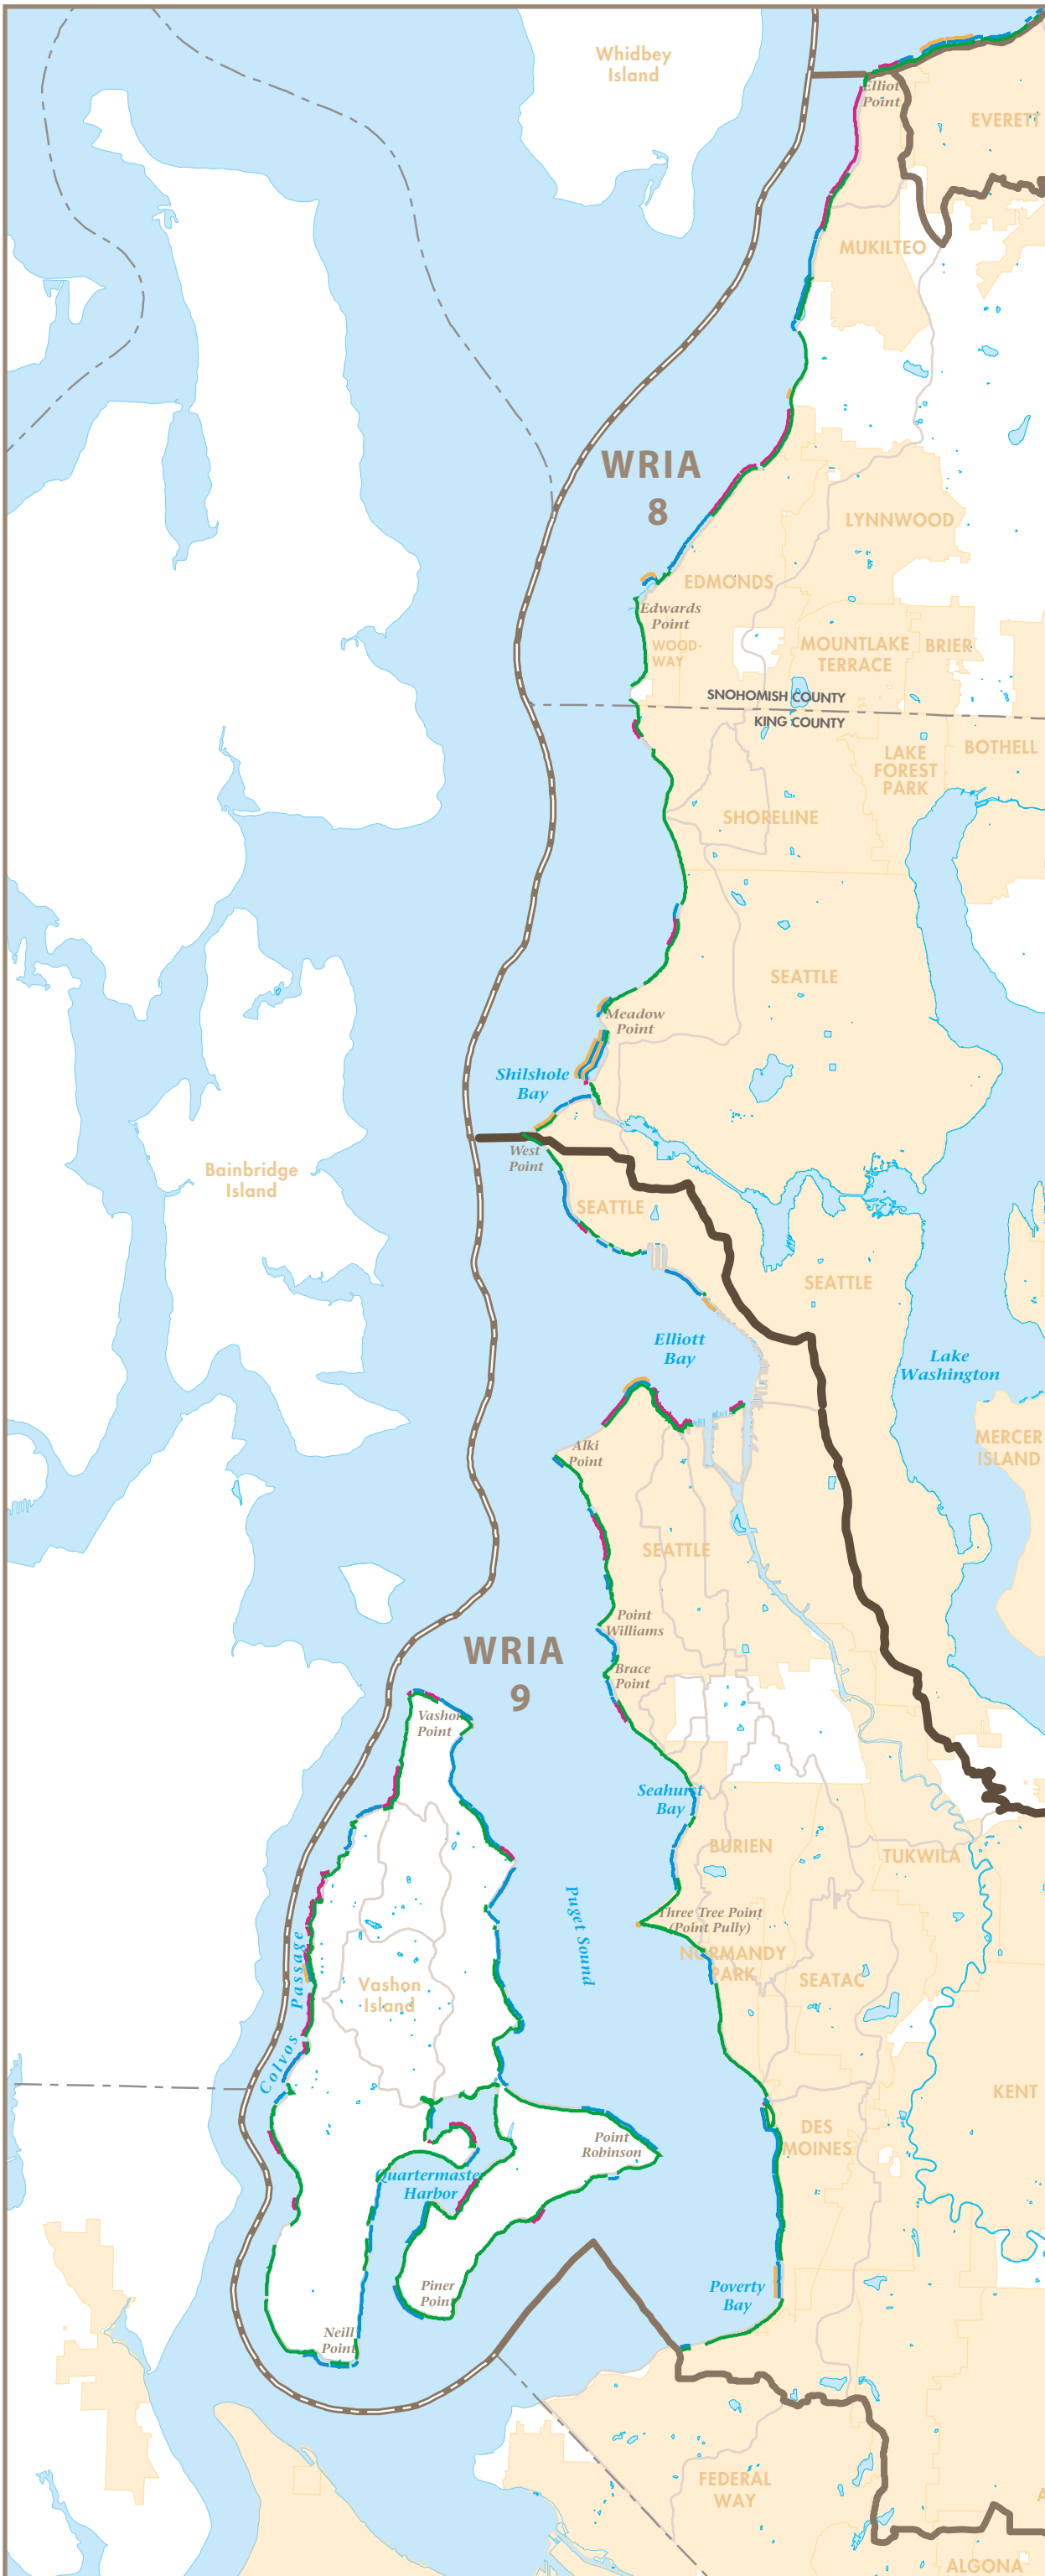 Whidbey
Island
Elliot
Point
EVERETT
MUKILTEO
WRIA
8
LYNNWOOD
EDMONDS
Edwards
Point
WOOD-
WAY
MOUNTLAKE
TERRACE
BRIER
SNOHOMISH COUNTY
KING COUNTY
LAKE
FOREST
PARK
BOTHELL
SHORELINE
SEATTLE
Meadow
Point
Shilshole
Bay
West
Point
Bainbridge
Island
SEATTLE
SEATTLE
Elliott
Bay
Lake
Washington
MERCER
ISLAND
Alki
Point
SEATTLE
Point
Williams
WRIA
9
Brace
Point
Vashon
Point
Seahurst
Bay
BURIEN
TUKWILA
Puget Sound
Three Tree Point
(Point Pully)
NORMANDY
PARK
SEATAC
Colvos Passage
Vashon
Island
KENT
DES
MOINES
Point
Robinson
Quartermaster
Harbor
Piner
Point
Poverty
Bay
Neill
Point
FEDERAL
WAY
A
ALGONA